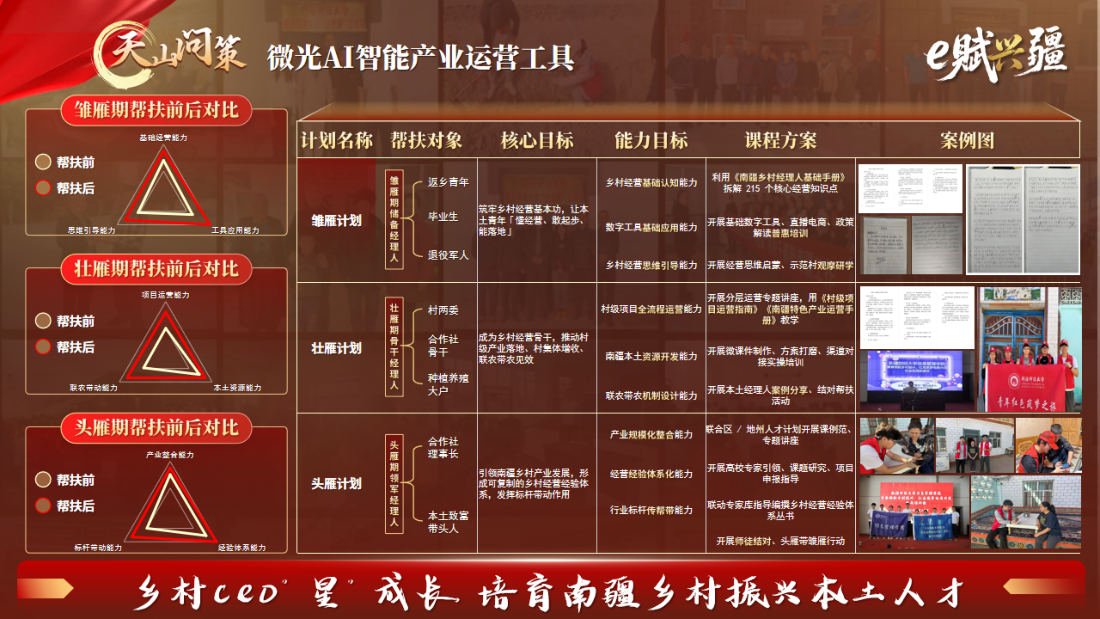 天山问策
微光AI智能产业运营工具
e赋兴疆
雏雁期帮扶前后对比
基础经营能力
帮扶前
帮扶后
思维引导能力
工具应用能力
壮雁期帮扶前后对比
项目运营能力
帮扶前
帮扶后
联农带动能力
本土资源能力
头雁期帮扶前后对比
产业整合能力
帮扶前
帮扶后
标杆带动能力
经验体系能力
计划名称
帮扶对象
核心目标
能力目标
课程方案
案例图
雏雁计划
雏雁期储备经理人
返乡青年
毕业生
退役军人
筑牢乡村经营基本功，让本
土青年「懂经营、敢起步、
能落地」
乡村经营基础认知能力
数字工具基础应用能力
乡村经营思维引导能力
利用《南疆乡村经理人基础手册》
拆解 215 个核心经营知识点
开展基础数字工具、直播电商、政策
解读普惠培训
开展经营思维启蒙、示范村观摩研学
壮雁计划
壮雁期骨干经理人
村两委
合作社
骨干
种植养殖
大户
成为乡村经营骨干，推动村
级产业落地、村集体增收、
联农带农见效
村级项目全流程运营能力
南疆本土资源开发能力
联农带农机制设计能力
开展分层运营专题讲座，用《村级项
目运营指南》《南疆特色产业运营手
册》教学
开展微课件制作、方案打磨、渠道对
接实操培训
开展本土经理人案例分享、结对帮扶
活动
青年红色筑梦之旅
头雁计划
头雁期领军经理人
合作社
理事长
本土致富
带头人
引领南疆乡村产业发展，形
成可复制的乡村经营经验体
系，发挥标杆带动作用
产业规模化整合能力
经营经验体系化能力
行业标杆传帮带能力
联合区 / 地州人才计划开展课例范、
专题讲座
开展高校专家引领、课题研究、项目
申报指导
联动专家库指导编撰乡村经营经验体
系丛书
开展师徒结对、头雁带雏雁行动
乡村CEO"星"成长 培育南疆乡村振兴本土人才